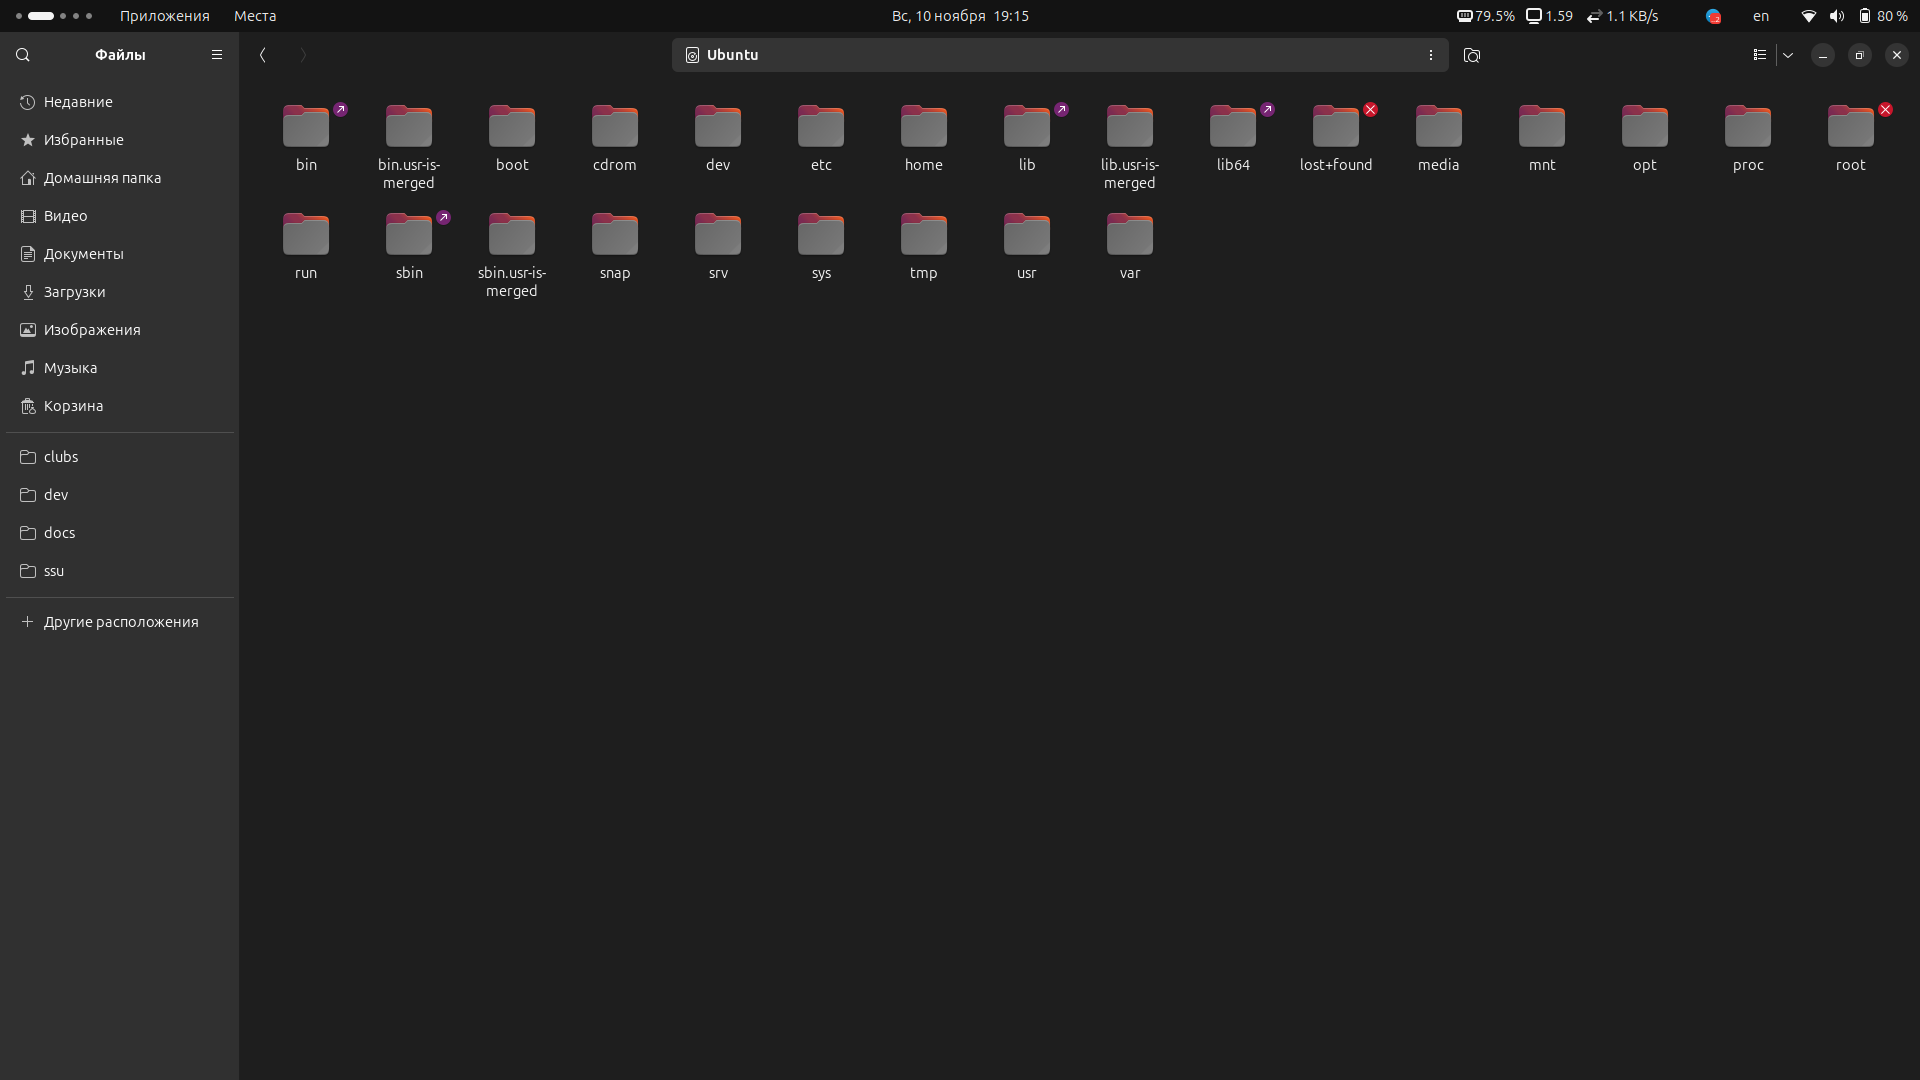 Приложения Места Вс, 10 ноября 19:15 79.5% 1.59 1.1 KB/s en 80 %
Файлы Ubuntu
Недавние
Избранные
Домашняя папка
Видео
Документы
Загрузки
Изображения
Музыка
Корзина
clubs
dev
docs
ssu
Другие расположения
bin bin.usr-is- boot cdrom dev etc home lib lib.usr-is- lib64 lost+found media mnt opt proc root
merged merged
run sbin sbin.usr-is- snap srv sys tmp usr var
merged